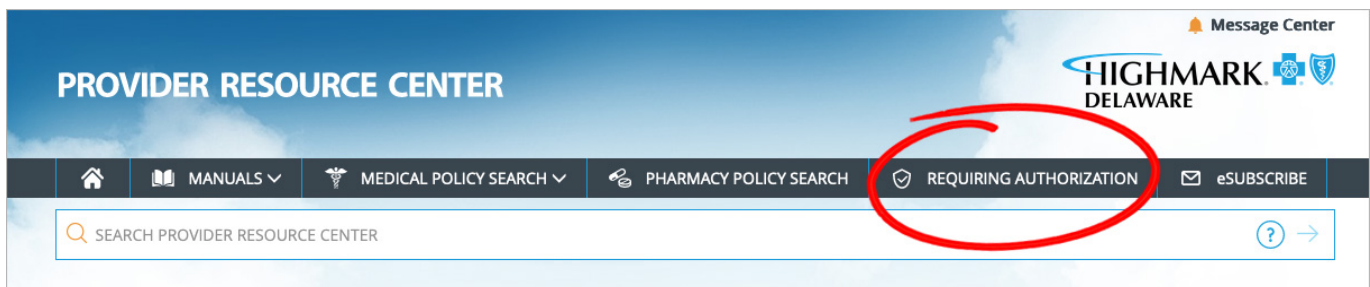 Message Center
PROVIDER RESOURCE CENTER
HIGHMARK
DELAWARE
MANUALS
MEDICAL POLICY SEARCH
PHARMACY POLICY SEARCH
REQUIRING AUTHORIZATION
eSUBSCRIBE
SEARCH PROVIDER RESOURCE CENTER
?